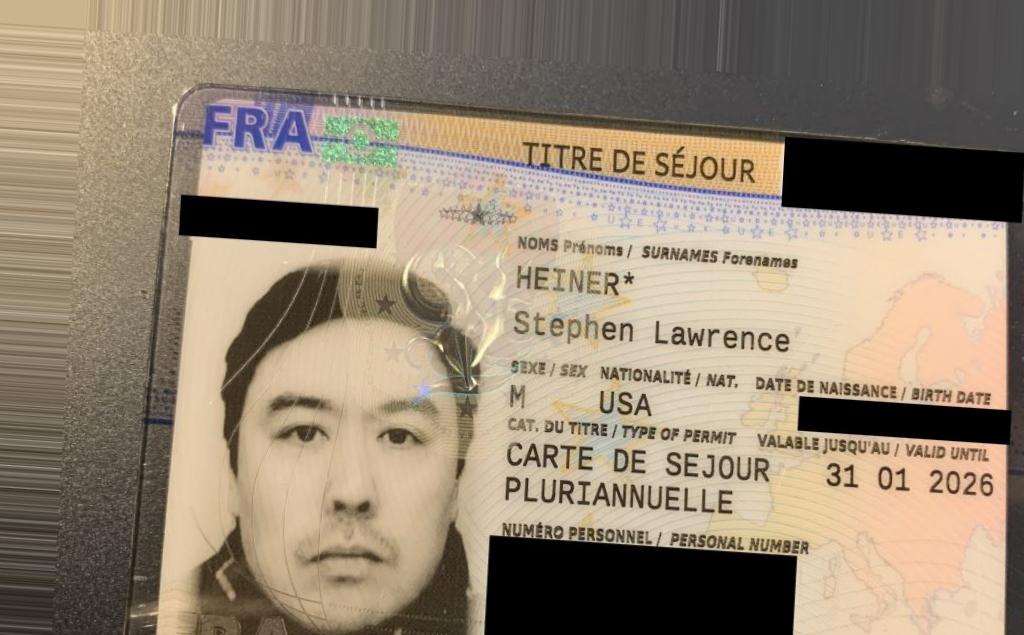 FRA
TITRE DE SÉJOUR
NOMS Prénoms / SURNAMES Forenames
HEINER*
Stephen Lawrence
SEXE / SEX NATIONALITÉ / NAT. DATE DE NAISSANCE / BIRTH DATE
M USA
CAT. DU TITRE / TYPE OF PERMIT VALABLE JUSQU'AU / VALID UNTIL
CARTE DE SEJOUR 31 01 2026
PLURIANNUELLE
NUMÉRO PERSONNEL / PERSONAL NUMBER